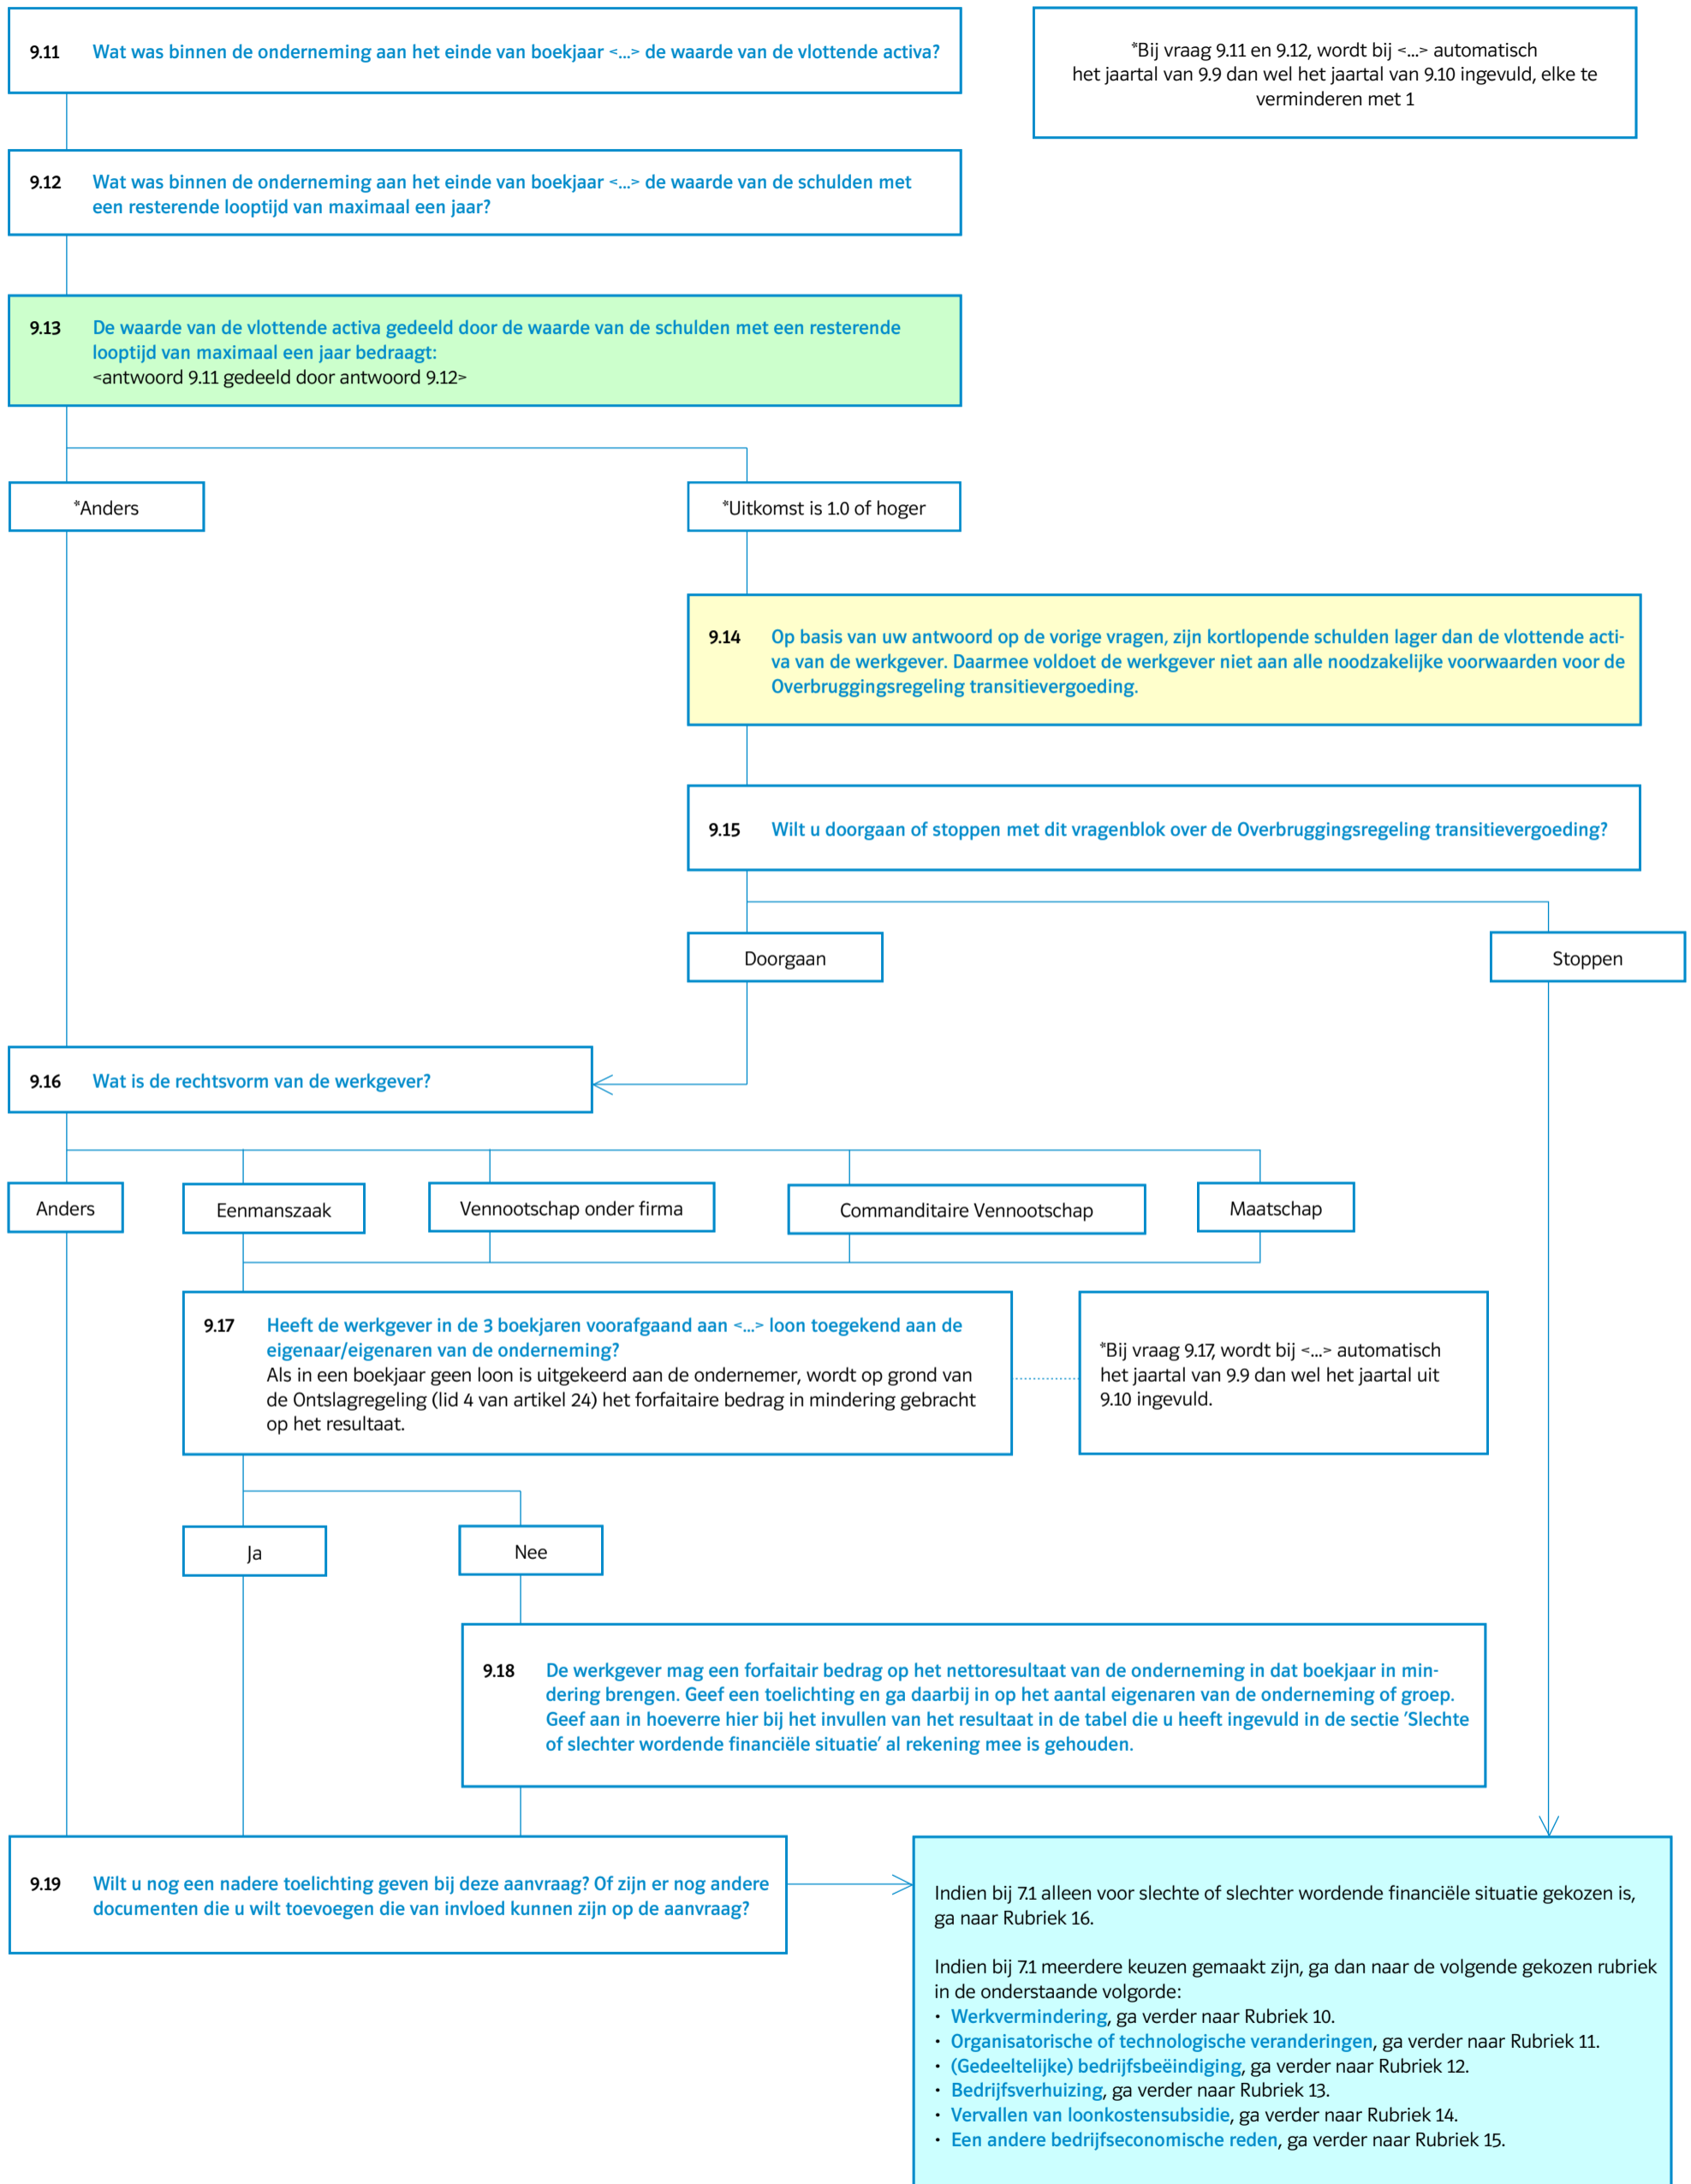 9.11 Wat was binnen de onderneming aan het einde van boekjaar <...> de waarde van de vlottende activa?
*Bij vraag 9.11 en 9.12, wordt bij <...> automatisch
het jaartal van 9.9 dan wel het jaartal van 9.10 ingevuld, elke te
verminderen met 1
9.12 Wat was binnen de onderneming aan het einde van boekjaar <...> de waarde van de schulden met
een resterende looptijd van maximaal een jaar?
9.13 De waarde van de vlottende activa gedeeld door de waarde van de schulden met een resterende
looptijd van maximaal een jaar bedraagt:
<antwoord 9.11 gedeeld door antwoord 9.12>
*Anders
*Uitkomst is 1.0 of hoger
9.14 Op basis van uw antwoord op de vorige vragen, zijn kortlopende schulden lager dan de vlottende acti-
va van de werkgever. Daarmee voldoet de werkgever niet aan alle noodzakelijke voorwaarden voor de
Overbruggingsregeling transitievergoeding.
9.15 Wilt u doorgaan of stoppen met dit vragenblok over de Overbruggingsregeling transitievergoeding?
Doorgaan
Stoppen
9.16 Wat is de rechtsvorm van de werkgever?
Anders
Eenmanszaak
Vennootschap onder firma
Commanditaire Vennootschap
Maatschap
9.17 Heeft de werkgever in de 3 boekjaren voorafgaand aan <...> loon toegekend aan de
eigenaar/eigenaren van de onderneming?
Als in een boekjaar geen loon is uitgekeerd aan de ondernemer, wordt op grond van
de Ontslagregeling (lid 4 van artikel 24) het forfaitaire bedrag in mindering gebracht
op het resultaat.
*Bij vraag 9.17, wordt bij <...> automatisch
het jaartal van 9.9 dan wel het jaartal uit
9.10 ingevuld.
Ja
Nee
9.18 De werkgever mag een forfaitair bedrag op het nettoresultaat van de onderneming in dat boekjaar in min-
dering brengen. Geef een toelichting en ga daarbij in op het aantal eigenaren van de onderneming of groep.
Geef aan in hoeverre hier bij het invullen van het resultaat in de tabel die u heeft ingevuld in de sectie 'Slechte
of slechter wordende financiële situatie' al rekening mee is gehouden.
9.19 Wilt u nog een nadere toelichting geven bij deze aanvraag? Of zijn er nog andere
documenten die u wilt toevoegen die van invloed kunnen zijn op de aanvraag?
Indien bij 7.1 alleen voor slechte of slechter wordende financiële situatie gekozen is,
ga naar Rubriek 16.
Indien bij 7.1 meerdere keuzen gemaakt zijn, ga dan naar de volgende gekozen rubriek
in de onderstaande volgorde:
• Werkvermindering, ga verder naar Rubriek 10.
• Organisatorische of technologische veranderingen, ga verder naar Rubriek 11.
• (Gedeeltelijke) bedrijfsbeëindiging, ga verder naar Rubriek 12.
• Bedrijfsverhuizing, ga verder naar Rubriek 13.
• Vervallen van loonkostensubsidie, ga verder naar Rubriek 14.
• Een andere bedrijfseconomische reden, ga verder naar Rubriek 15.